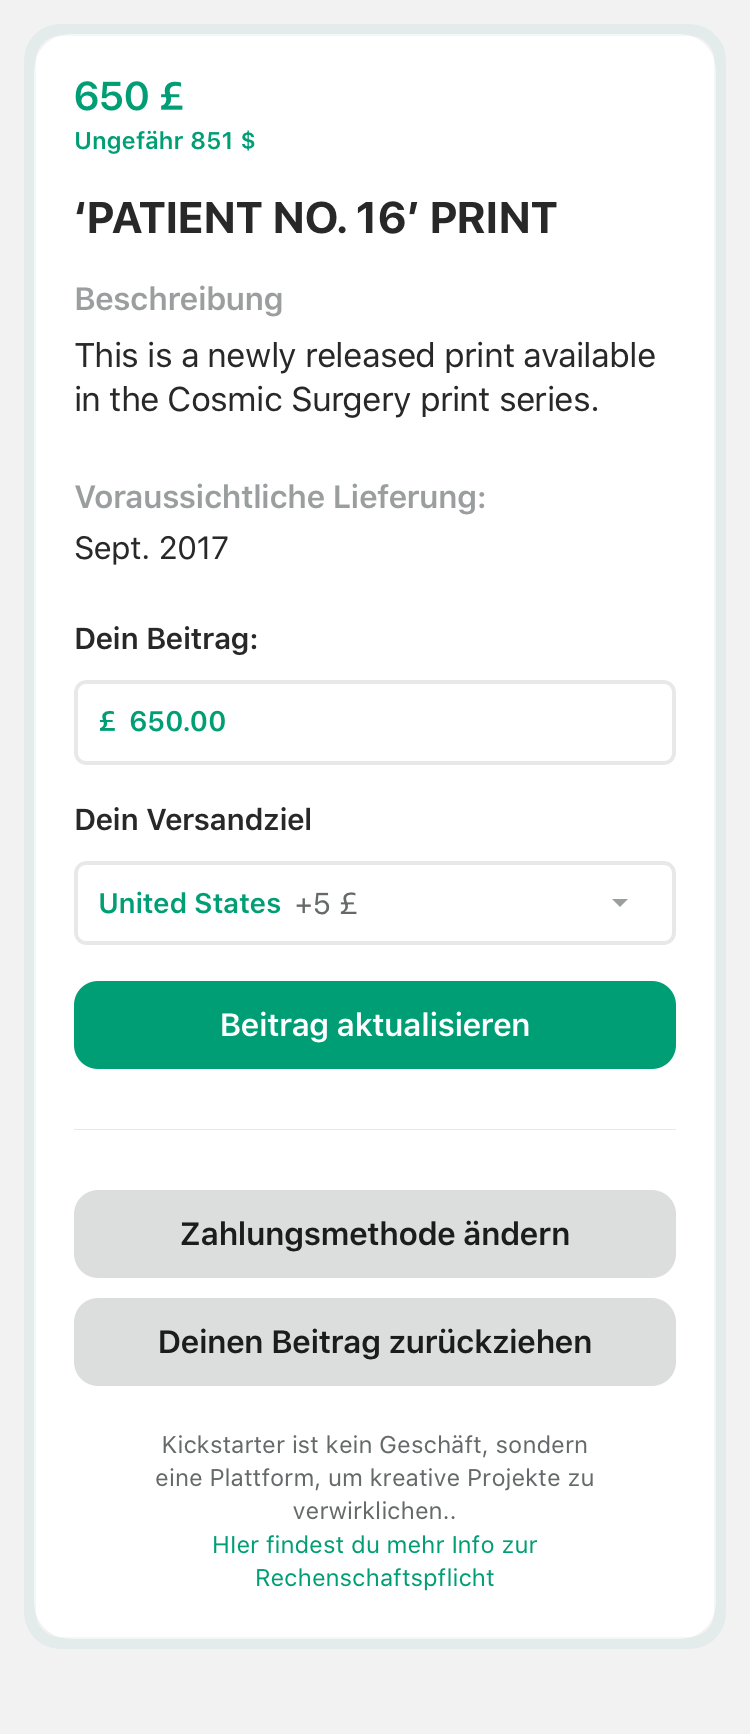 650 £
Ungefähr 851 $
‘PATIENT NO. 16’ PRINT
Beschreibung
This is a newly released print available
in the Cosmic Surgery print series.
Voraussichtliche Lieferung:
Sept. 2017
Dein Beitrag:
£ 650.00
Dein Versandziel
United States +5 £
Beitrag aktualisieren
Zahlungsmethode ändern
Deinen Beitrag zurückziehen
Kickstarter ist kein Geschäft, sondern
eine Plattform, um kreative Projekte zu
verwirklichen..
HIer findest du mehr Info zur
Rechenschaftspflicht